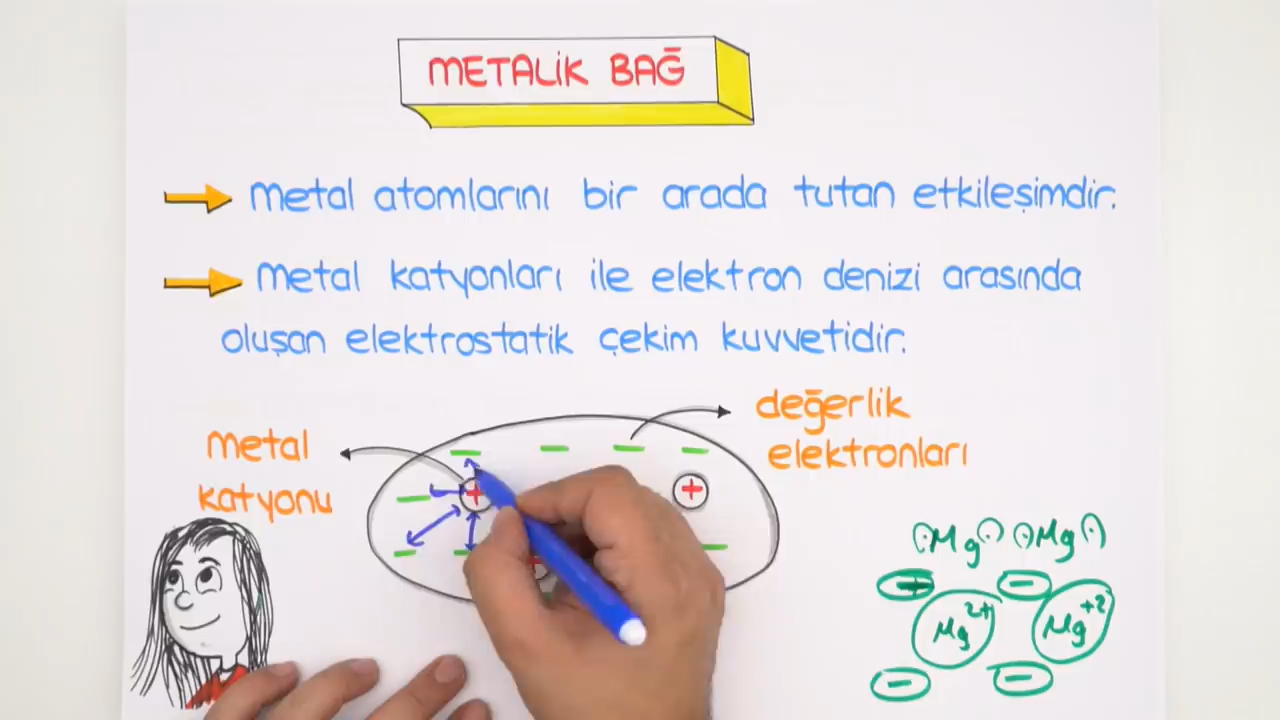 METALİK BAĞ
metal atomlarını bir arada tutan etkileşimdir.
metal katyonları ile elektron denizi arasında
oluşan elektrostatik çekim kuvvetidir.
değerlik
elektronları
metal
katyonu
+ +
+
Mg Mg
+ −
Mg2+ Mg+2
− −